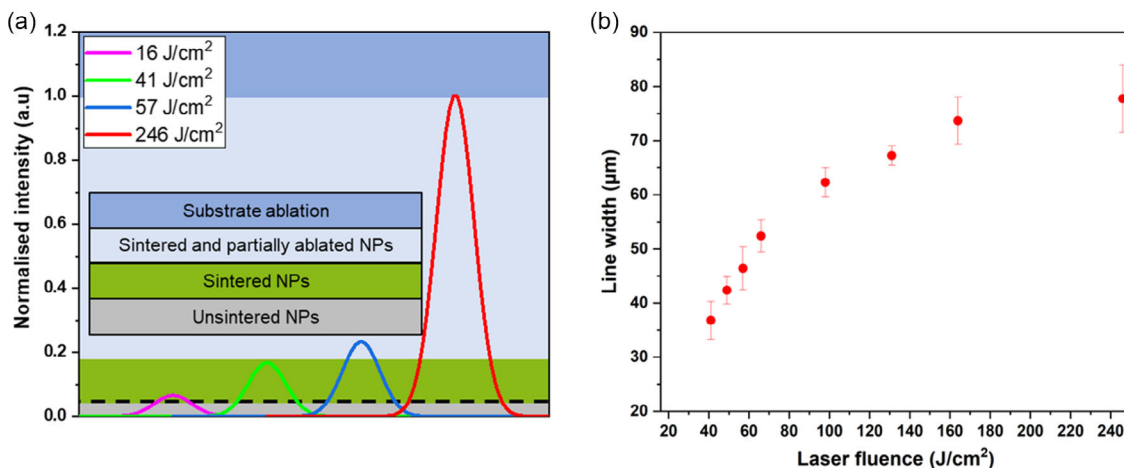 (a)
1.2
1.0
0.8
0.6
0.4
0.2
0.0
Normalised intensity (a.u)
16 J/cm²
41 J/cm²
57 J/cm²
246 J/cm²
Substrate ablation
Sintered and partially ablated NPs
Sintered NPs
Unsintered NPs
(b)
90
80
70
60
50
40
30
20
Line width (µm)
20 40 60 80 100 120 140 160 180 200 220 240
Laser fluence (J/cm²)